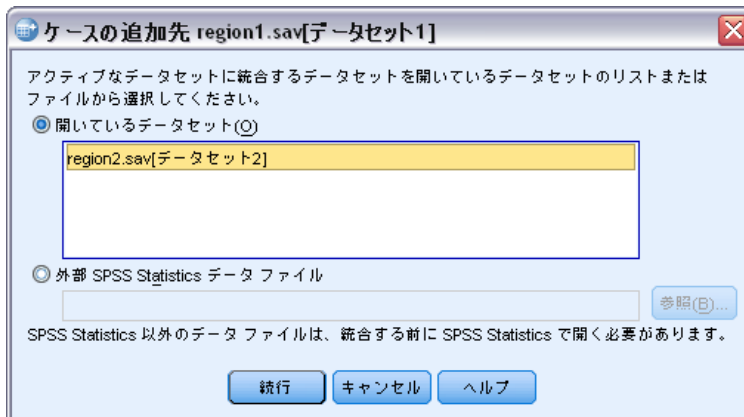 ケースの追加先 region1.sav[データセット1]
アクティブなデータセットに統合するデータセットを開いているデータセットのリストまたは
ファイルから選択してください。
開いているデータセット(O)
region2.sav[データセット2]
外部 SPSS Statistics データ ファイル
参照(B)...
SPSS Statistics 以外のデータ ファイルは、統合する前に SPSS Statistics で開く必要があります。
続行
キャンセル
ヘルプ